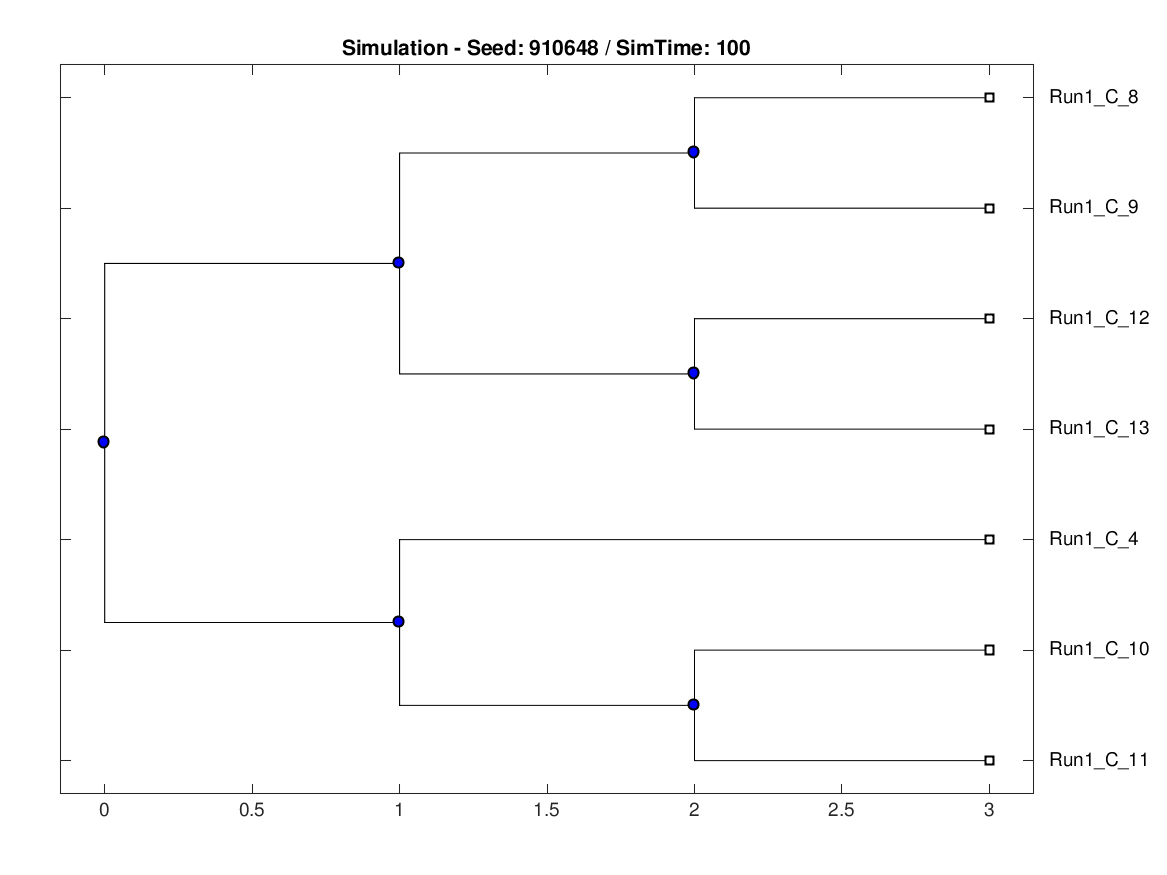 Simulation - Seed: 910648 / SimTime: 100
Run1_C_8
Run1_C_9
Run1_C_12
Run1_C_13
Run1_C_4
Run1_C_10
Run1_C_11
0 0.5 1 1.5 2 2.5 3